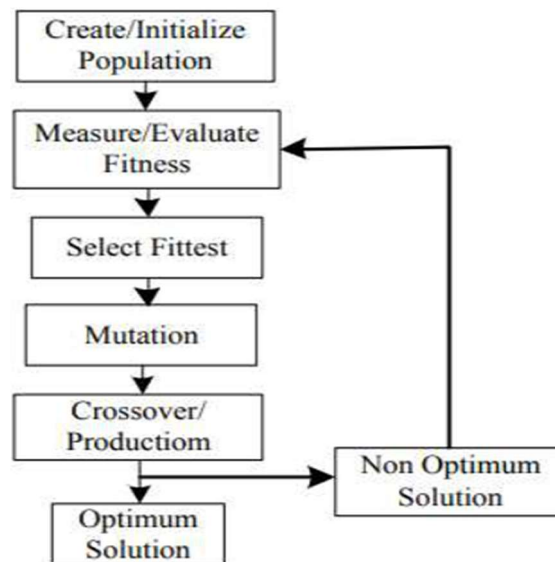 Create/Initialize
Population
Measure/Evaluate
Fitness
Select Fittest
Mutation
Crossover/
Productiom
Non Optimum
Solution
Optimum
Solution